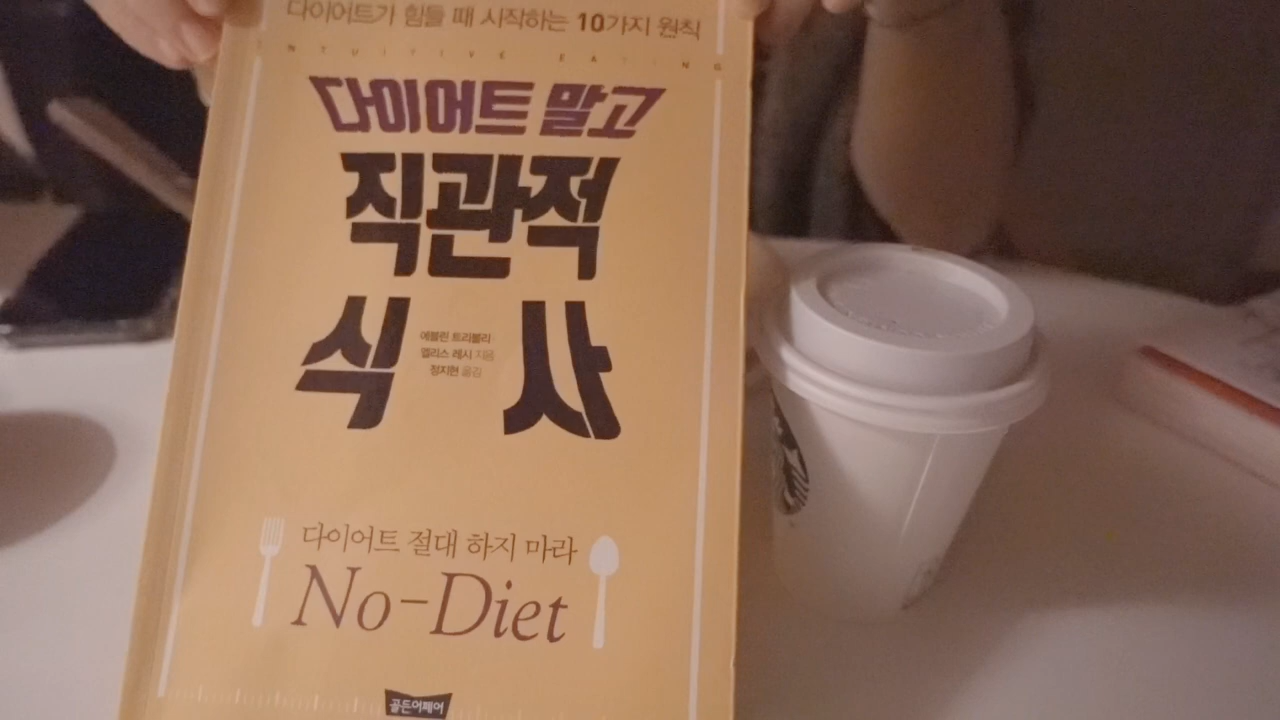 다이어트가 힘들 때 시작하는 10가지 원칙
INTUITIVE EATING
다이어트 말고
직관적
식사
에블린 트리볼리
엘리스 레시 지음
정지현 옮김
다이어트 절대 하지 마라
No-Diet
골든어페어